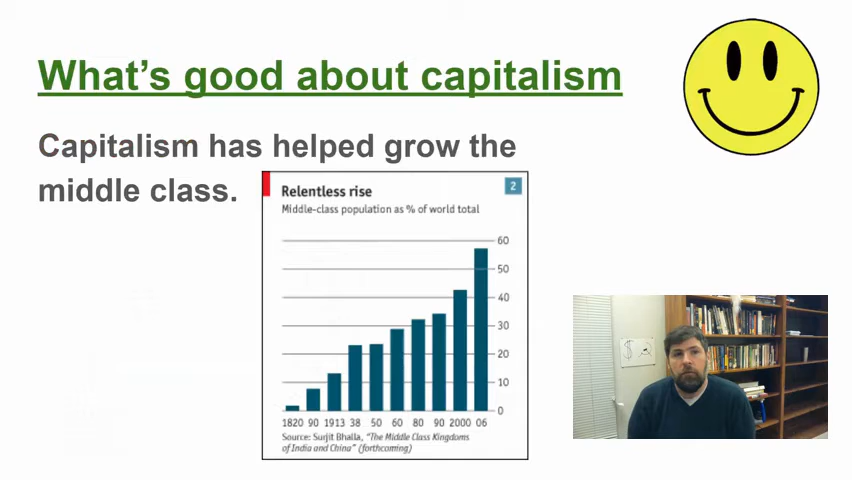 What's good about capitalism
Capitalism has helped grow the
middle class.
Relentless rise
2
Middle-class population as % of world total
60
50
40
30
20
10
0
1820 90 1913 38 50 60 80 90 2000 06
Source: Surjit Bhalla, "The Middle Class Kingdoms
of India and China" (forthcoming)
$